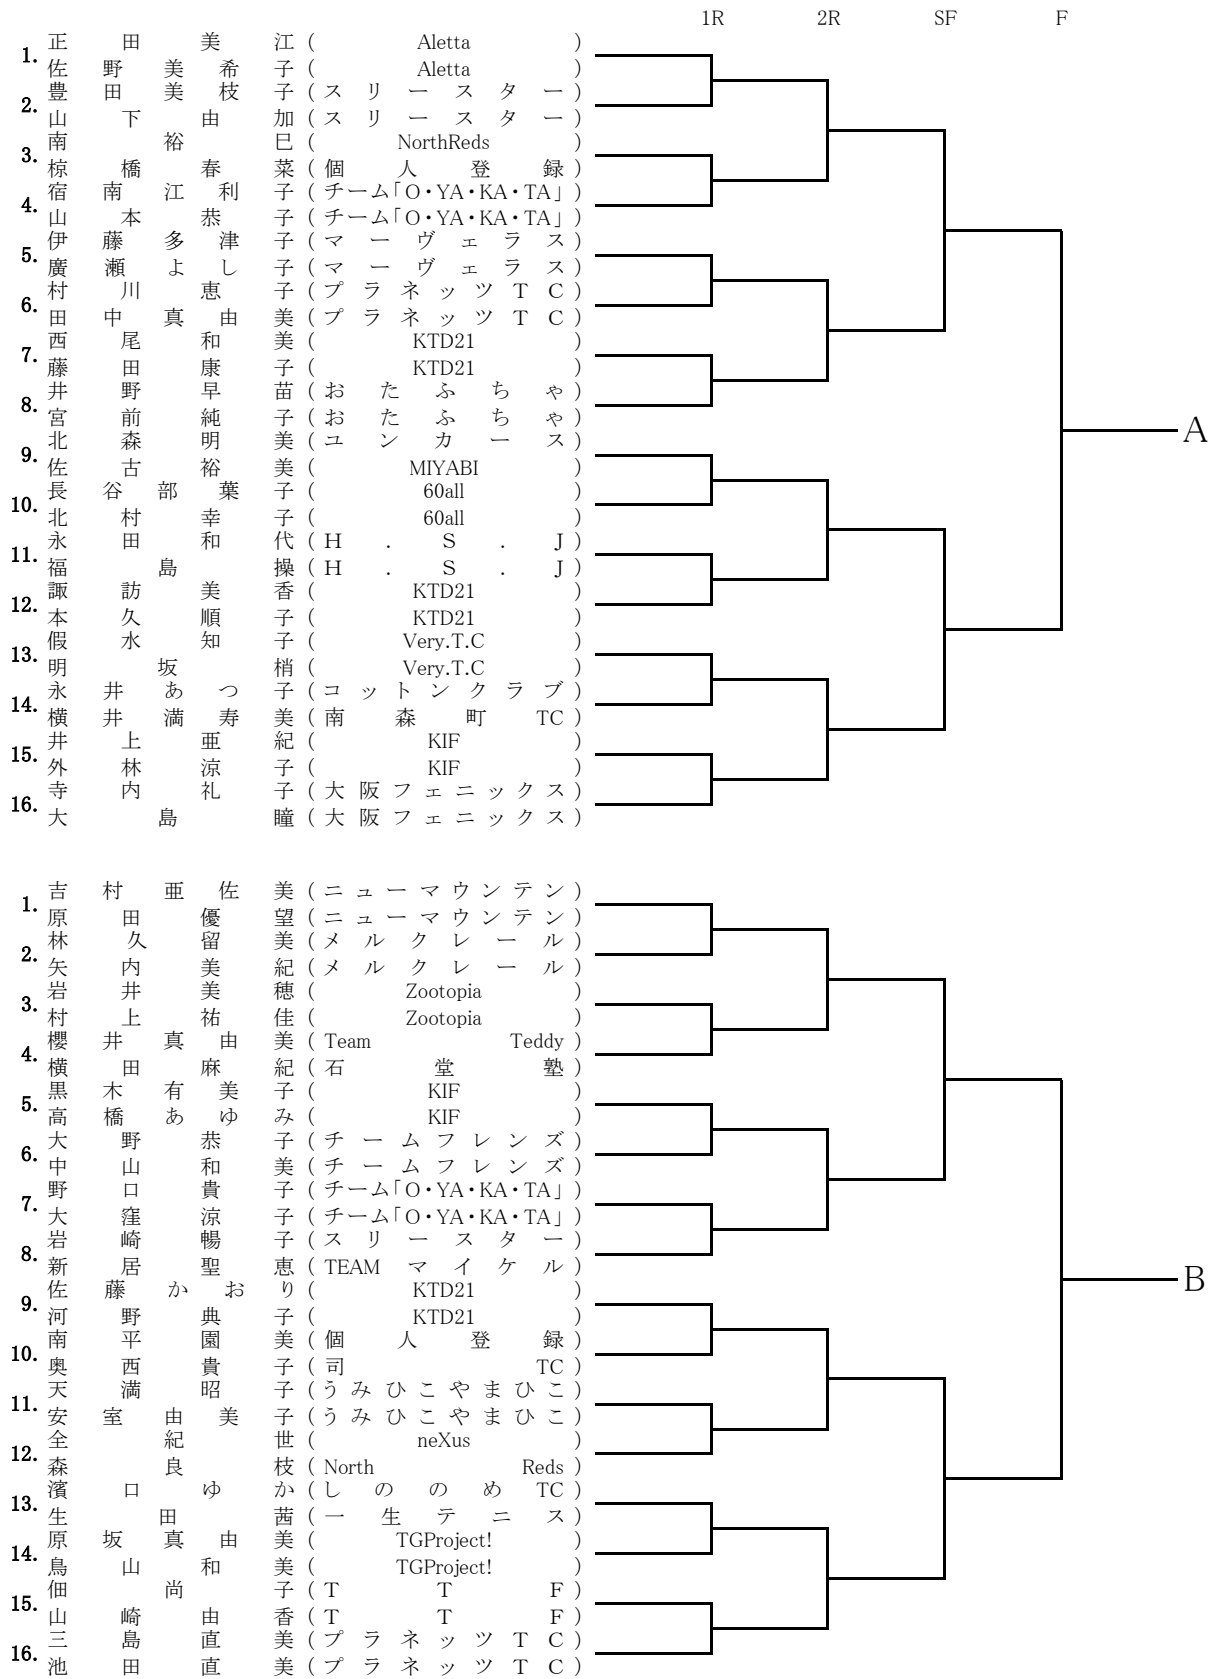 1R 2R SF F
1. 正田美江 ( Aletta )
佐野美希子 ( Aletta )
2. 豊田美枝子 ( スリースター )
山下由加 ( スリースター )
3. 南裕巳 ( NorthReds )
椋橋春菜 ( 個人登録 )
4. 宿南江利子 ( チーム「O・YA・KA・TA」 )
山本恭子 ( チーム「O・YA・KA・TA」 )
5. 伊藤多津子 ( マーヴェラス )
廣瀬よし子 ( マーヴェラス )
6. 村川恵子 ( プラネッツTC )
田中真由美 ( プラネッツTC )
7. 西尾和美 ( KTD21 )
藤田康子 ( KTD21 )
8. 井野早苗 ( おたふちゃ )
宮前純子 ( おたふちゃ )
9. 北森明美 ( ユンカース )
佐古裕美 ( MIYABI )
10. 長谷部葉子 ( 60all )
北村幸子 ( 60all )
11. 永田和代 ( H.S.J )
福島操 ( H.S.J )
12. 諏訪美香 ( KTD21 )
本久順子 ( KTD21 )
13. 假水知子 ( Very.T.C )
明坂梢 ( Very.T.C )
14. 永井あつ子 ( コットンクラブ )
横井満寿美 ( 南森町TC )
15. 井上亜紀 ( KIF )
外林涼子 ( KIF )
16. 寺内礼子 ( 大阪フェニックス )
大島瞳 ( 大阪フェニックス )
A
1. 吉村亜佐美 ( ニューマウンテン )
原田優望 ( ニューマウンテン )
2. 林久留美 ( メルクレール )
矢内美紀 ( メルクレール )
3. 岩井美穂 ( Zootopia )
村上祐佳 ( Zootopia )
4. 櫻井真由美 ( Team Teddy )
横田麻紀 ( 石堂塾 )
5. 黒木有美子 ( KIF )
高橋あゆみ ( KIF )
6. 大野恭子 ( チームフレンズ )
中山和美 ( チームフレンズ )
7. 野口貴子 ( チーム「O・YA・KA・TA」 )
大窪涼子 ( チーム「O・YA・KA・TA」 )
8. 岩崎暢子 ( スリースター )
新居聖恵 ( TEAMマイケル )
9. 佐藤かおり ( KTD21 )
河野典子 ( KTD21 )
10. 南平園美 ( 個人登録 )
奥西貴子 ( 司TC )
11. 天満昭子 ( うみひこやまひこ )
安室由美子 ( うみひこやまひこ )
12. 全紀世 ( neXus )
森良枝 ( North Reds )
13. 濱口ゆか ( しののめTC )
生田茜 ( 一生テニス )
14. 原坂真由美 ( TGProject! )
鳥山和美 ( TGProject! )
15. 佃尚子 ( TTF )
山崎由香 ( TTF )
16. 三島直美 ( プラネッツTC )
池田直美 ( プラネッツTC )
B